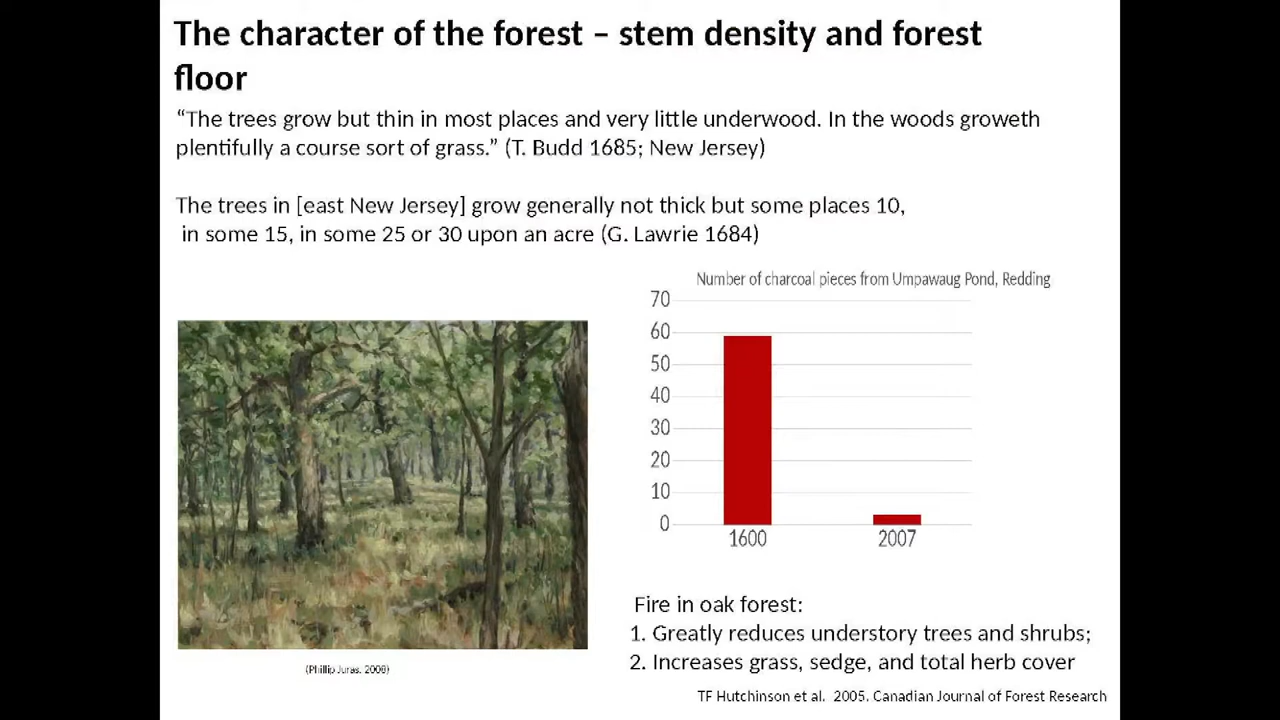 The character of the forest – stem density and forest
floor
“The trees grow but thin in most places and very little underwood. In the woods groweth
plentifully a course sort of grass.” (T. Budd 1685; New Jersey)
The trees in [east New Jersey] grow generally not thick but some places 10,
in some 15, in some 25 or 30 upon an acre (G. Lawrie 1684)
Number of charcoal pieces from Umpawaug Pond, Redding
70
60
50
40
30
20
10
0
1600 2007
(Phillip Juras, 2008)
Fire in oak forest:
1. Greatly reduces understory trees and shrubs;
2. Increases grass, sedge, and total herb cover
TF Hutchinson et al. 2005. Canadian Journal of Forest Research